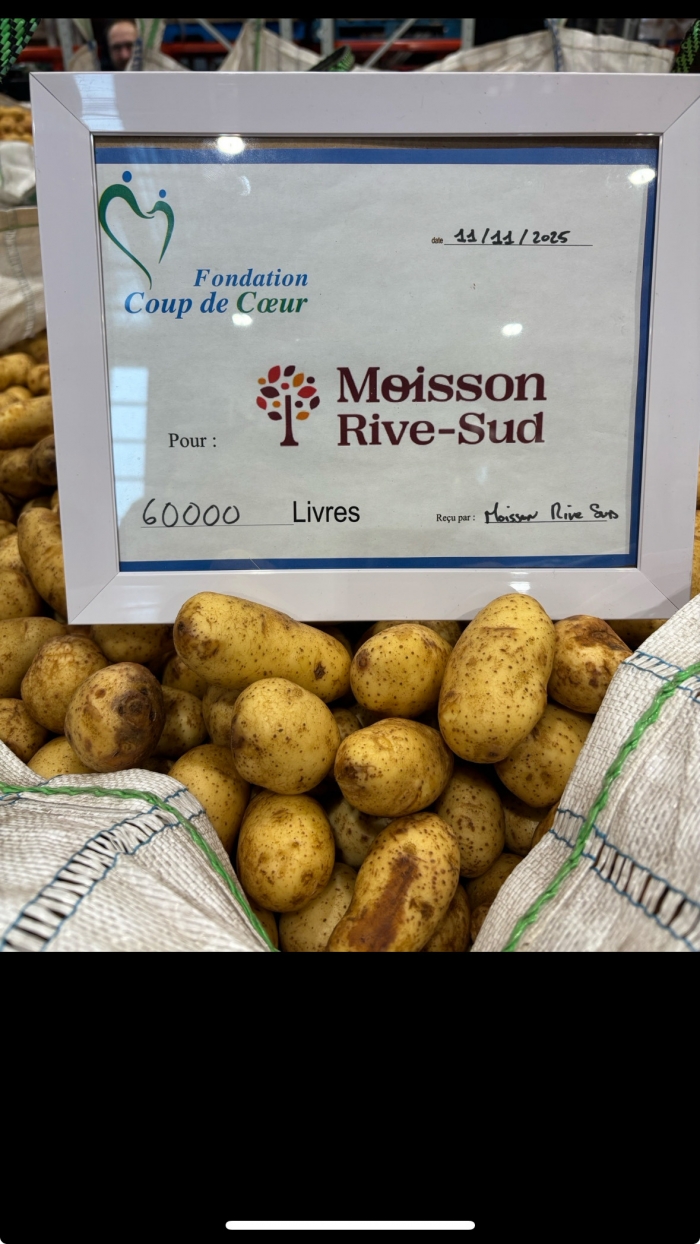 date 11/11/2025
Fondation
Coup de Cœur
Moisson
Rive-Sud
Pour :
60000 Livres
Reçu par : Moisson Rive Sud